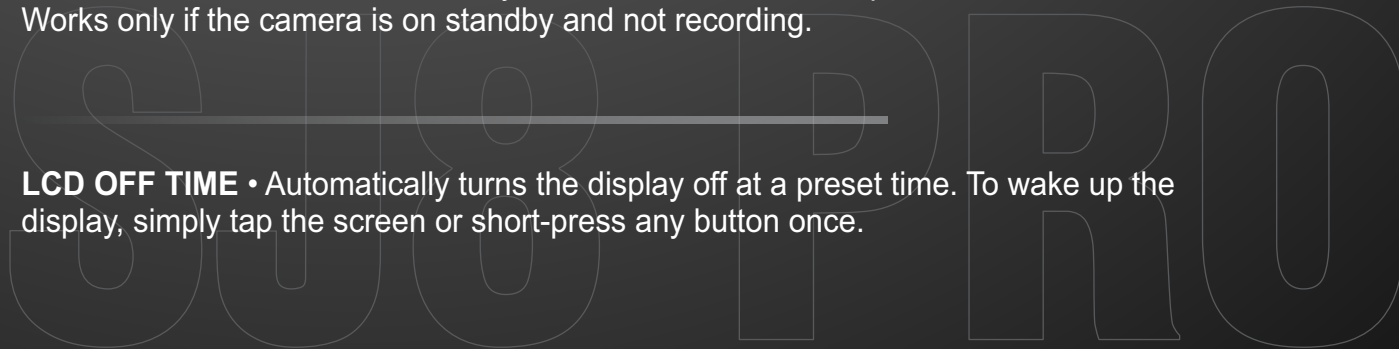 Works only if the camera is on standby and not recording.
LCD OFF TIME • Automatically turns the display off at a preset time. To wake up the
display, simply tap the screen or short-press any button once.
SJ8 PRO